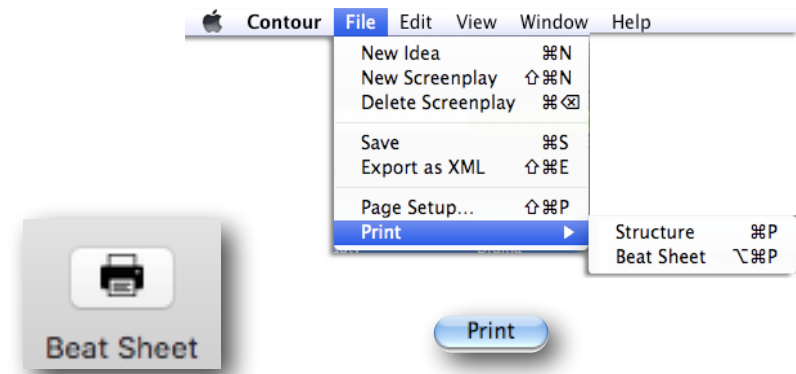 Contour File Edit View Window Help
New Idea ⌘N
New Screenplay ⇧⌘N
Delete Screenplay ⌘⌫
Save ⌘S
Export as XML ⇧⌘E
Page Setup... ⇧⌘P
Print ▶
Structure ⌘P
Beat Sheet ⌥⌘P
Beat Sheet
Print